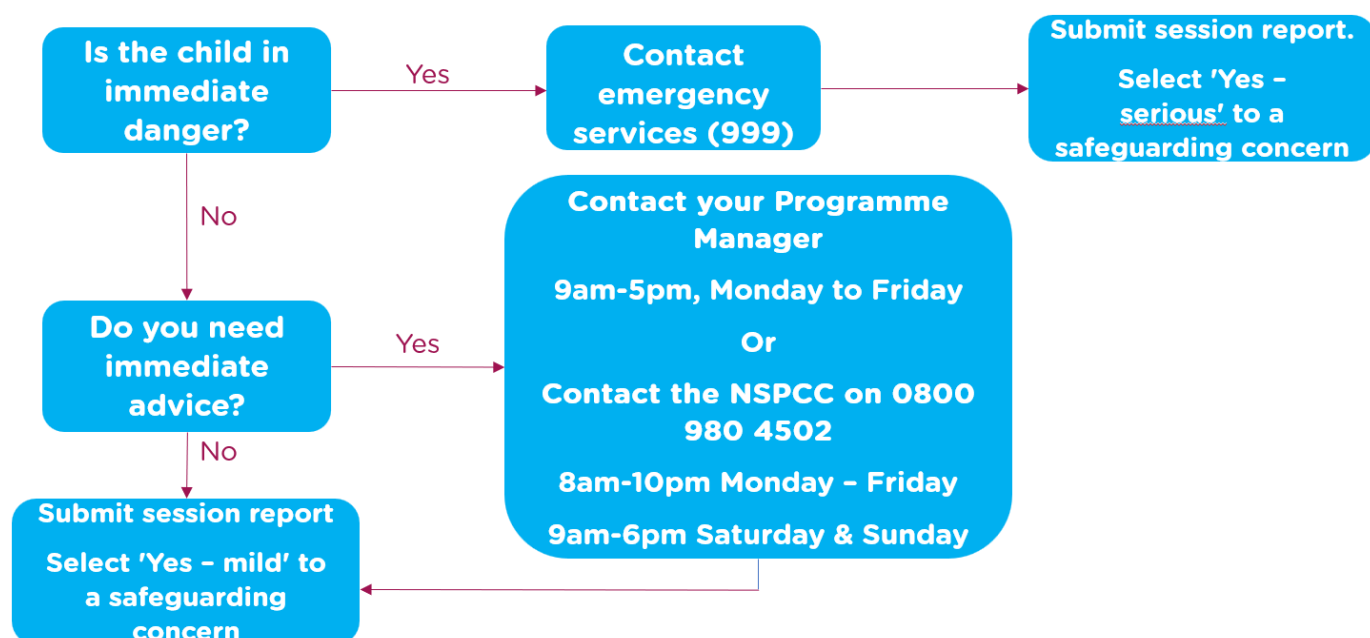 Is the child in
immediate
danger?
Yes
Contact
emergency
services (999)
Submit session report.
Select 'Yes –
serious' to a
safeguarding concern
No
Do you need
immediate
advice?
Yes
Contact your Programme
Manager
9am-5pm, Monday to Friday
Or
Contact the NSPCC on 0800
980 4502
8am-10pm Monday – Friday
9am-6pm Saturday & Sunday
No
Submit session report
Select 'Yes – mild' to
a safeguarding
concern